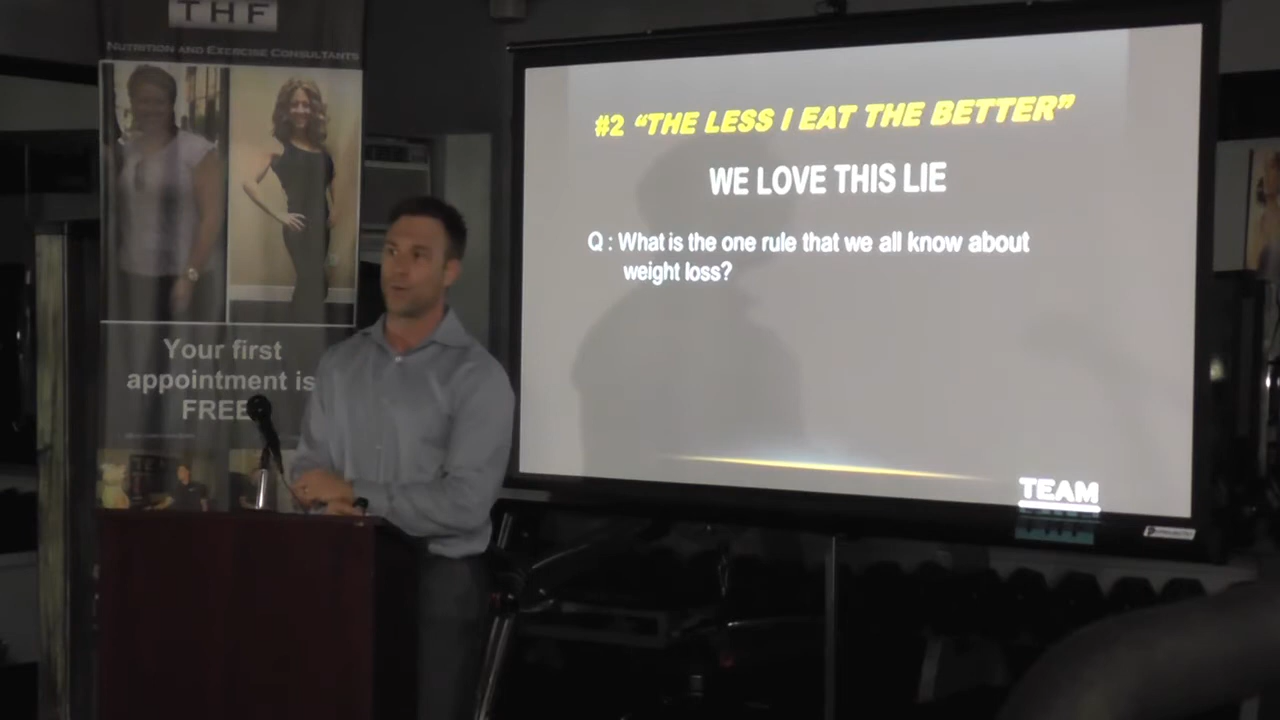 THF
NUTRITION AND EXERCISE CONSULTANTS
Your first
appointment is
FREE
#2 “THE LESS I EAT THE BETTER”
WE LOVE THIS LIE
Q : What is the one rule that we all know about
weight loss?
TEAM